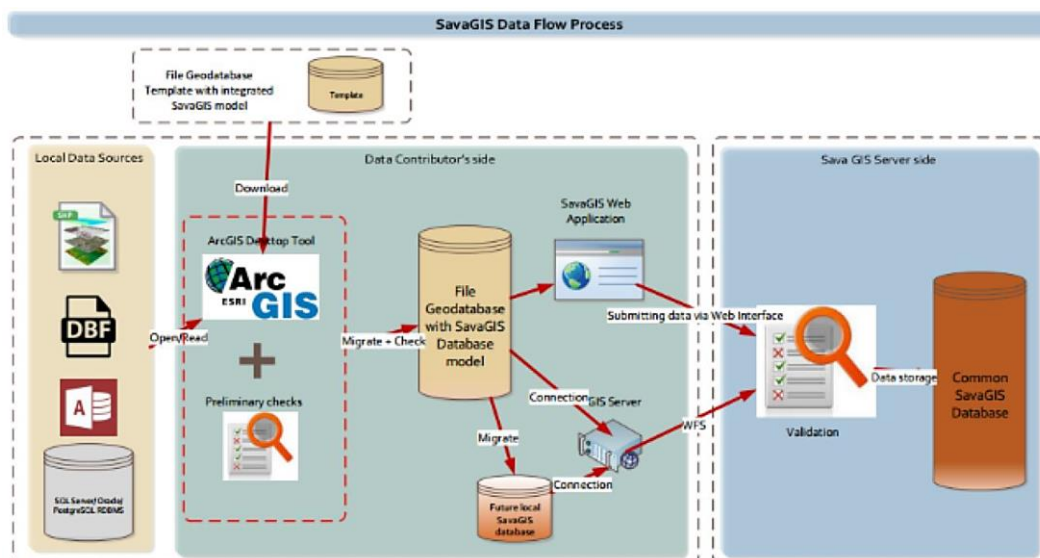 SavaGIS Data Flow Process
File Geodatabase
Template with integrated
SavaGIS model
Template
Local Data Sources
Data Contributor's side
Sava GIS Server side
Download
SHP
ArcGIS Desktop Tool
Arc
ESRI
GIS
SavaGIS Web
Application
DBF
Open/Read
Migrate + Check
File
Geodatabase
with SavaGIS
Database
model
Submitting data via Web Interface
A
Preliminary checks
Connection
GIS Server
WFS
Validation
Data storage
Common
SavaGIS
Database
Migrate
Connection
SQL Server/Oracle/
PostgreSQL RDBMS
Future local
SavaGIS
database